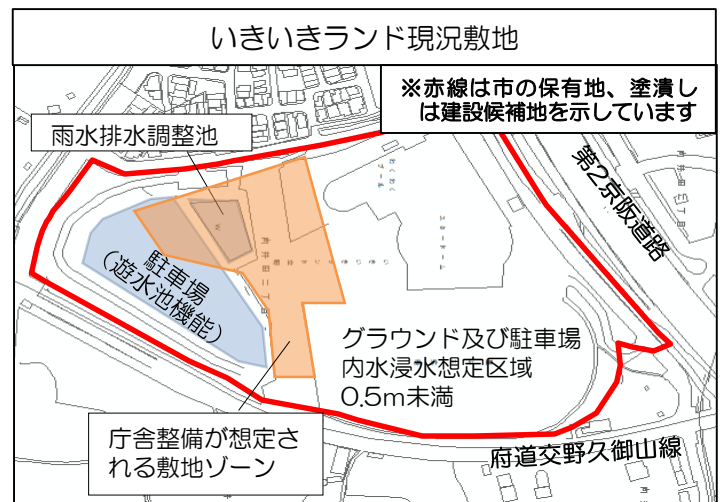 いきいきランド現況敷地
※赤線は市の保有地、塗潰し
は建設候補地を示しています
雨水排水調整池
第2京阪道路
駐車場
(遊水池機能)
グラウンド及び駐車場
内水浸水想定区域
0.5m未満
庁舎整備が想定さ
れる敷地ゾーン
府道交野久御山線